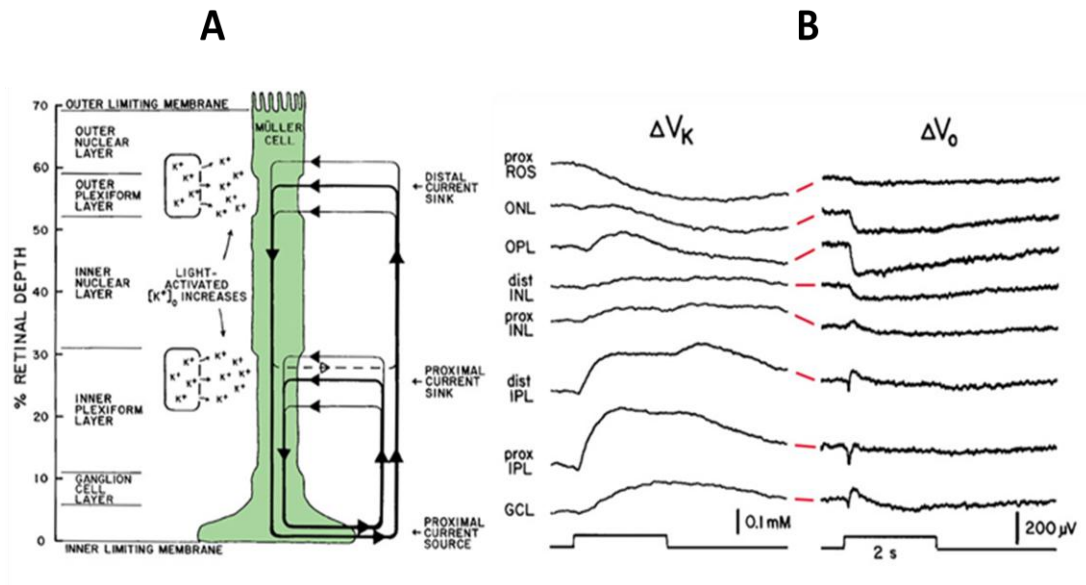 A
B
% RETINAL DEPTH
70
60
50
40
30
20
10
0
OUTER LIMITING MEMBRANE
OUTER
NUCLEAR
LAYER
OUTER
PLEXIFORM
LAYER
INNER
NUCLEAR
LAYER
INNER
PLEXIFORM
LAYER
GANGLION
CELL
LAYER
INNER LIMITING MEMBRANE
MÜLLER
CELL
K+ K+
K+ K+
K+ K+
K+ K+
K+ K+ K+
LIGHT-
ACTIVATED
[K+]o INCREASES
K+ K+
K+ K+
K+ K+ K+
K+ K+
K+ K+
DISTAL
CURRENT
SINK
PROXIMAL
CURRENT
SINK
PROXIMAL
CURRENT
SOURCE
ΔVK
ΔVo
prox
ROS
ONL
OPL
dist
INL
prox
INL
dist
IPL
prox
IPL
GCL
0.1 mM
200 μV
2 s